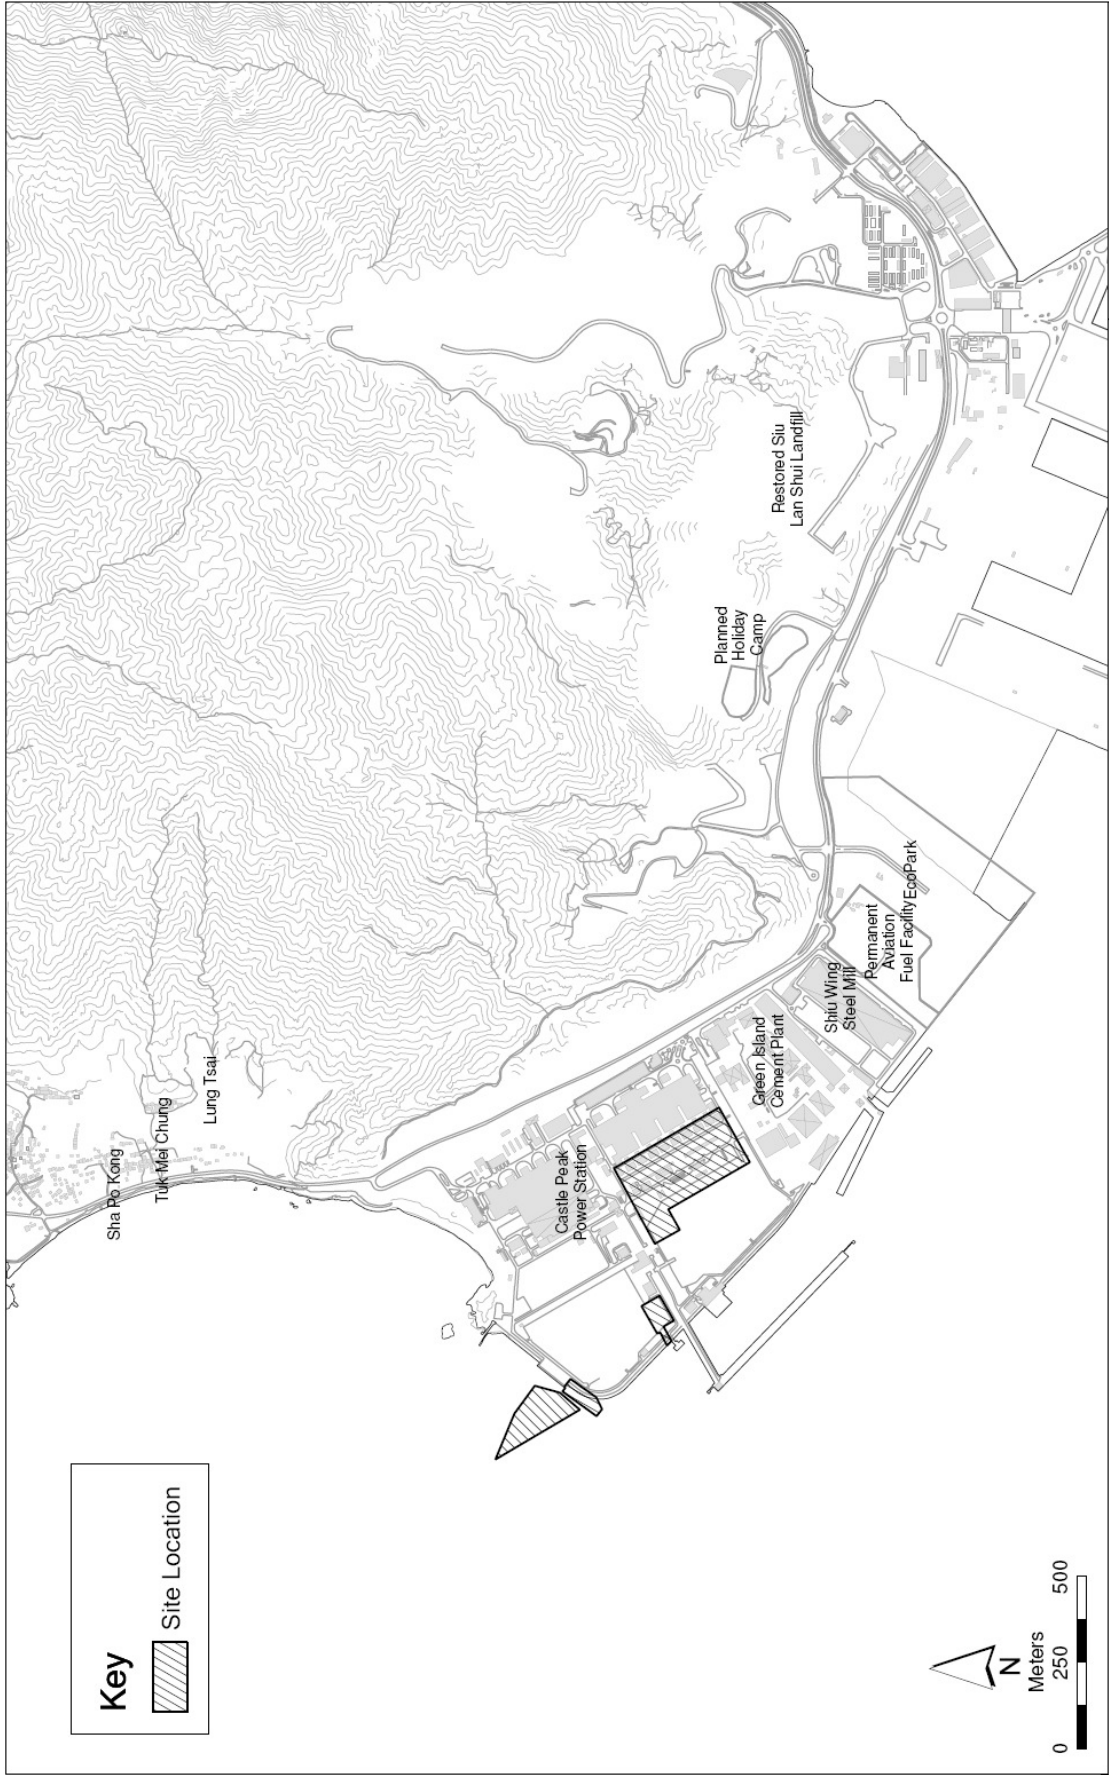 Key
Site Location
Sha Po Kong
Tuk Mei Chung
Lung Tsai
Castle Peak
Power Station
Green Island
Cement Plant
Shiu Wing
Steel Mill
Permanent
Aviation
Fuel Facility
EcoPark
Planned
Holiday
Camp
Restored Siu
Lan Shui Landfill
N
Meters
0 250 500